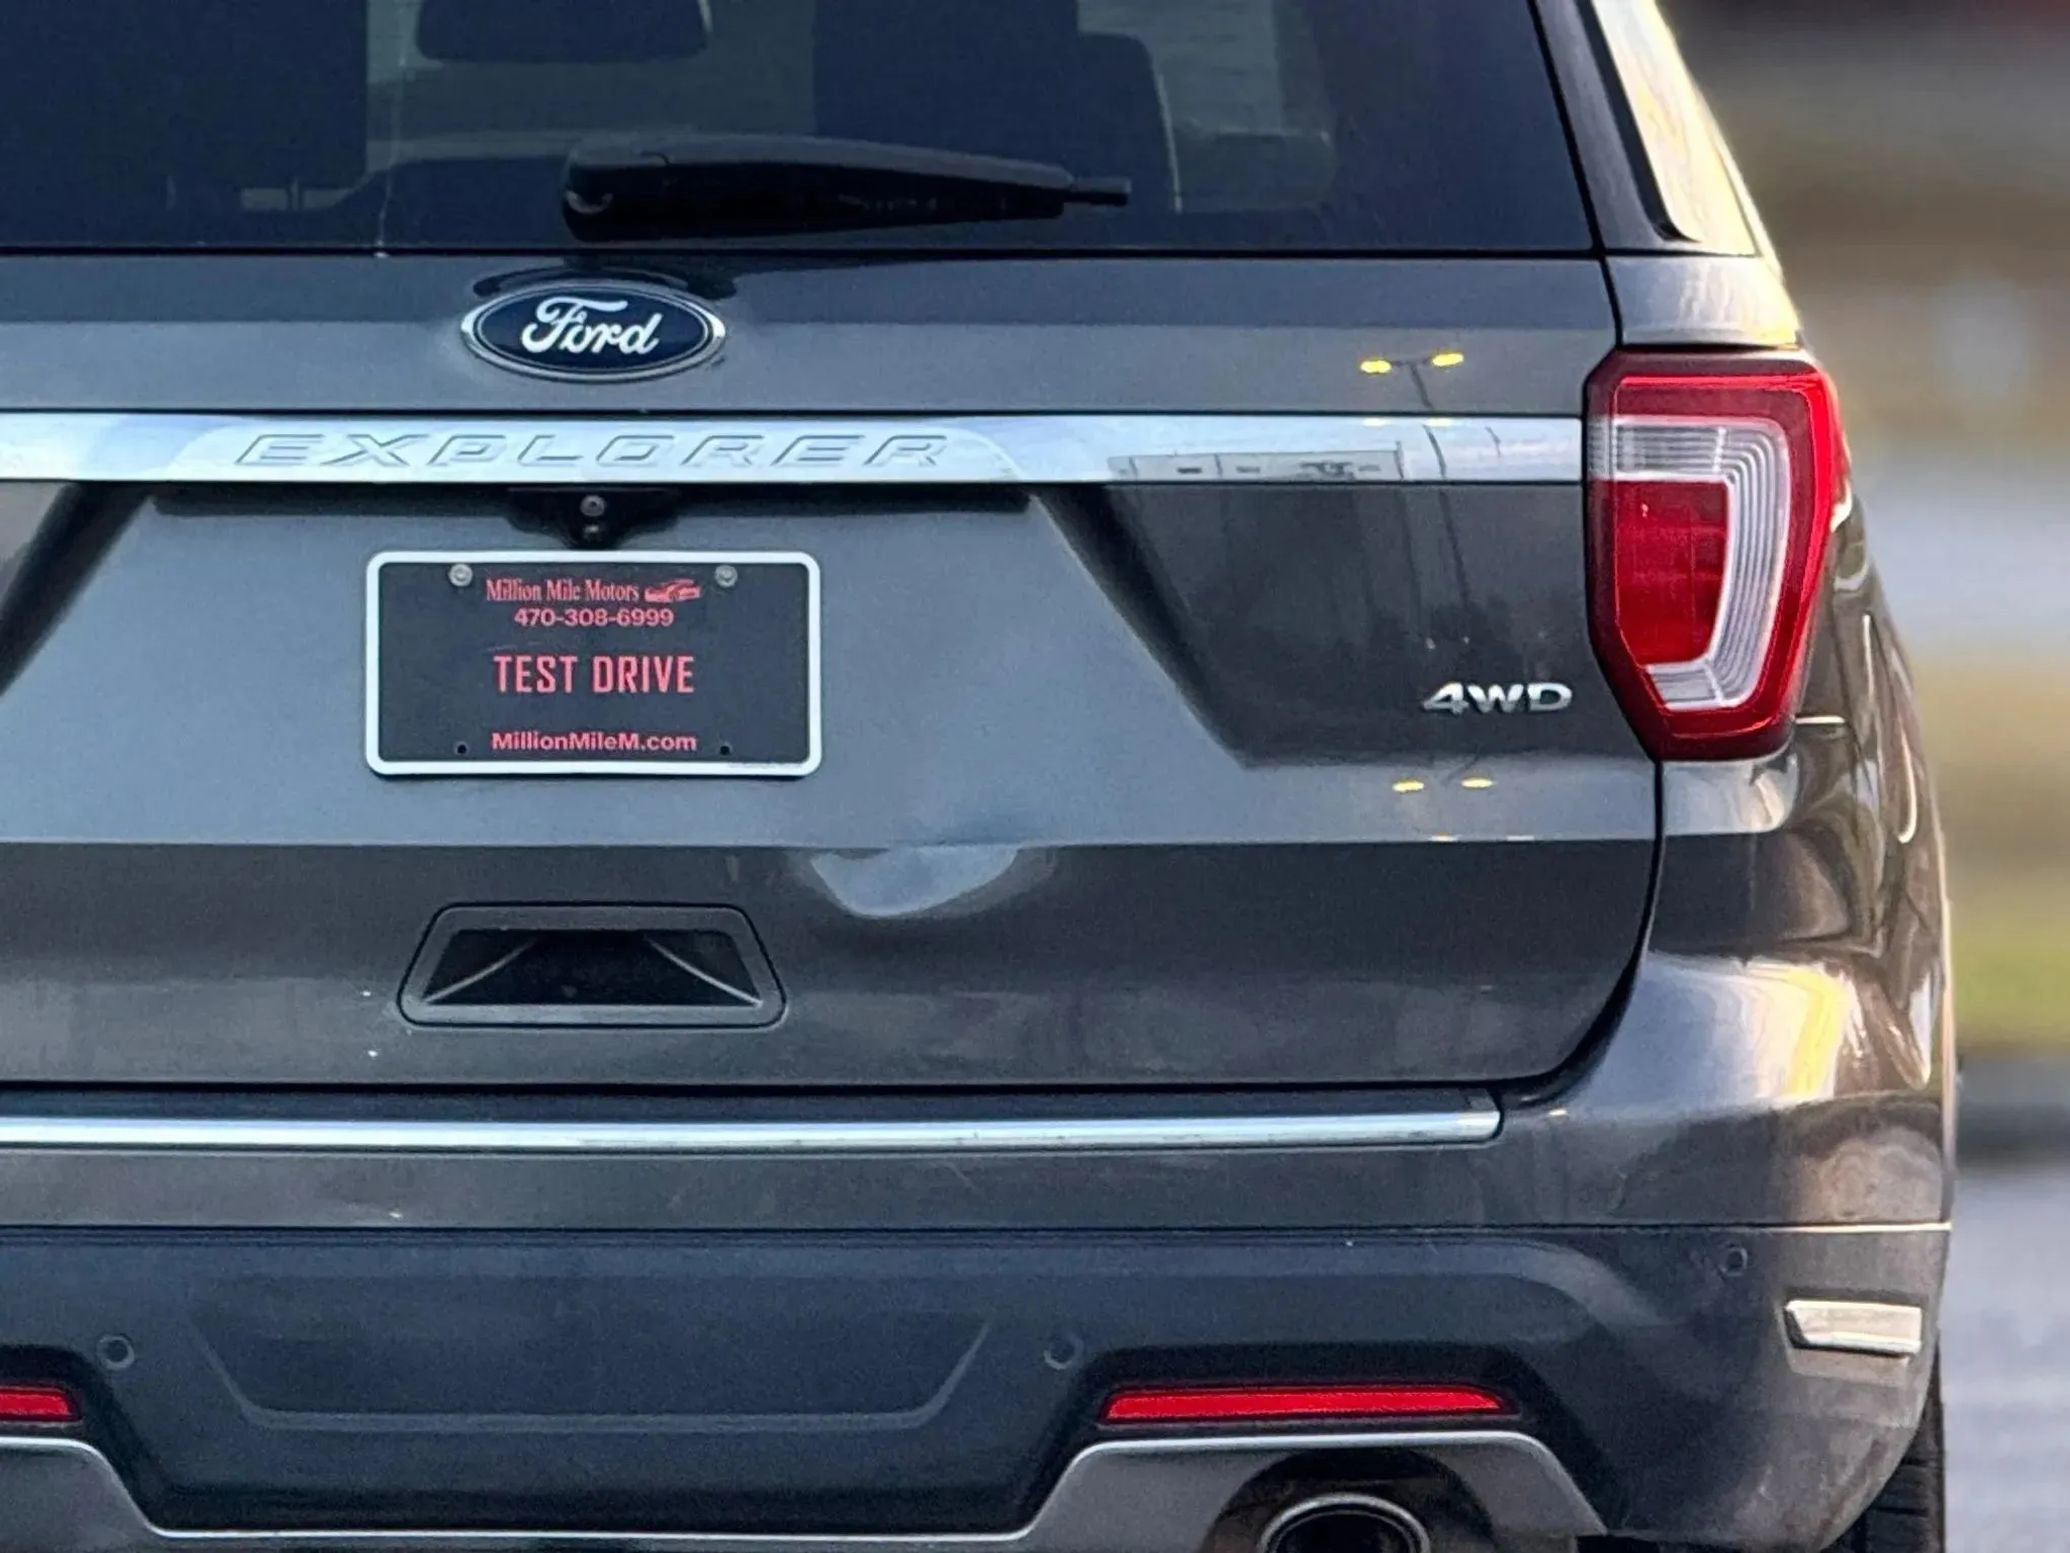 Ford
EXPLORER
Million Mile Motors
470-308-6999
TEST DRIVE
MillionMileM.com
4WD